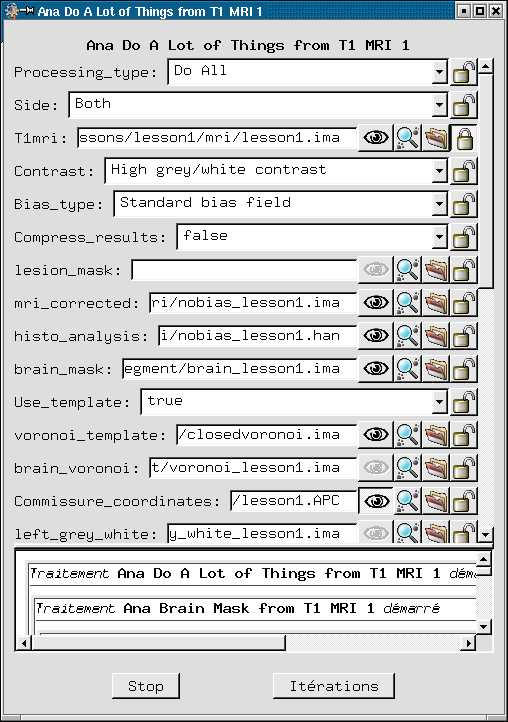 Ana Do A Lot of Things from T1 MRI 1
Ana Do A Lot of Things from T1 MRI 1
Processing_type: Do All
Side: Both
T1mri: ssons/lesson1/mri/lesson1.ima
Contrast: High grey/white contrast
Bias_type: Standard bias field
Compress_results: false
lesion_mask:
mri_corrected: ri/nobias_lesson1.ima
histo_analysis: i/nobias_lesson1.han
brain_mask: egment/brain_lesson1.ima
Use_template: true
voronoi_template: /closedvoronoi.ima
brain_voronoi: t/voronoi_lesson1.ima
Commissure_coordinates: /lesson1.APC
left_grey_white: y_white_lesson1.ima
Traitement Ana Do A Lot of Things from T1 MRI 1 déma
Traitement Ana Brain Mask from T1 MRI 1 démarré
Stop Itérations